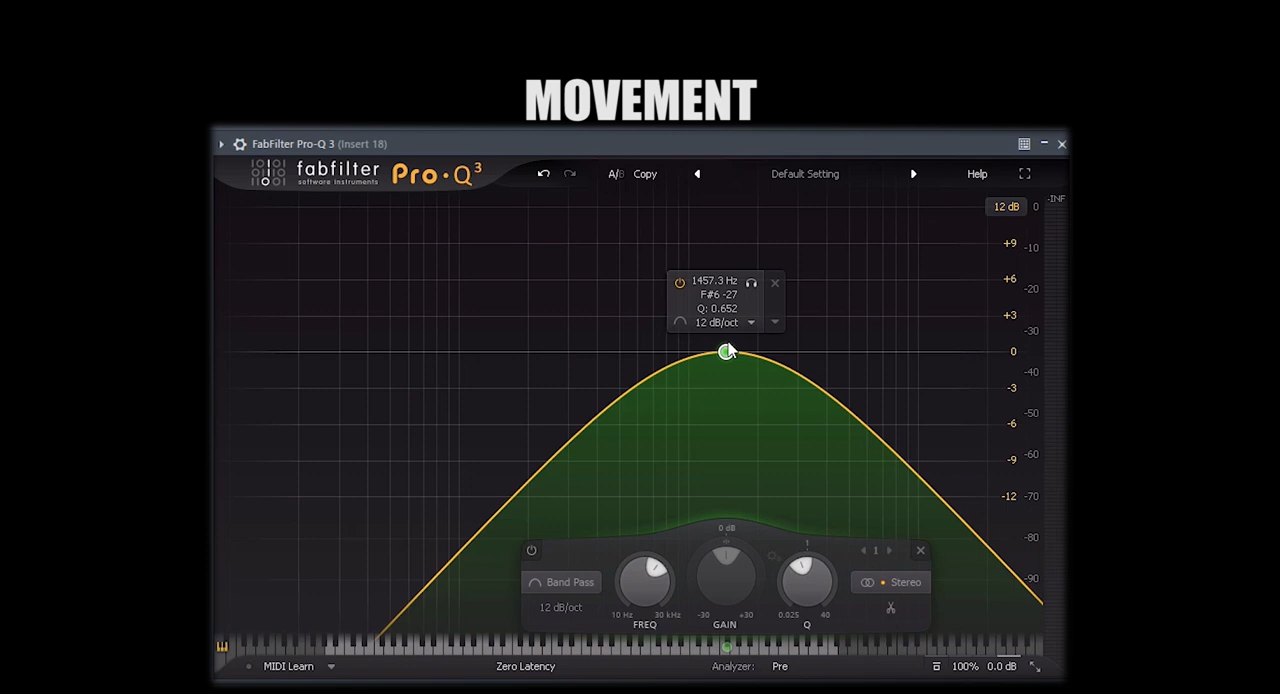 MOVEMENT
FabFilter Pro-Q 3 (Insert 18)
fabfilter
software instruments
Pro·Q³
A/B Copy Default Setting Help
12 dB 0 -INF
+9 -10
+6 -20
+3 -30
0 -40
-3 -50
-6 -60
-9 -70
-12 -80
-90
1457.3 Hz
F#6 -27
Q: 0.652
12 dB/oct
0 dB
1
1
Band Pass
Stereo
12 dB/oct
10 Hz 30 kHz -30 +30 0.025 40
FREQ GAIN Q
MIDI Learn Zero Latency Analyzer: Pre 100% 0.0 dB